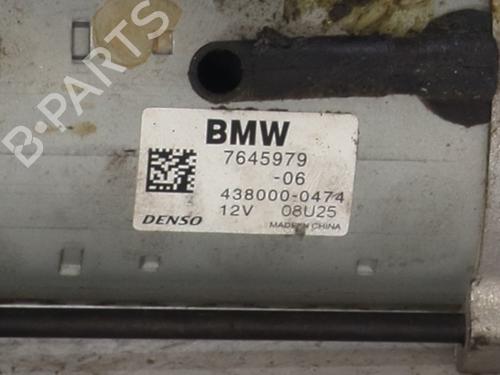 B-PARTS
BMW
7645979
-06
438000-0474
DENSO 12V 08U25
MADE IN CHINA